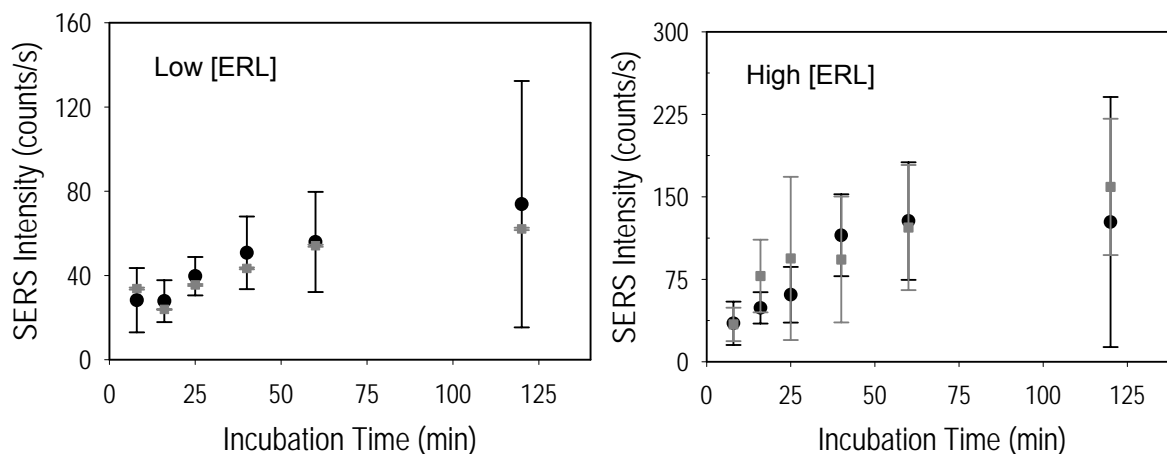 SERS Intensity (counts/s)
160
120
80
40
0
Low [ERL]
0 25 50 75 100 125
Incubation Time (min)
SERS Intensity (counts/s)
300
225
150
75
0
High [ERL]
0 25 50 75 100 125
Incubation Time (min)